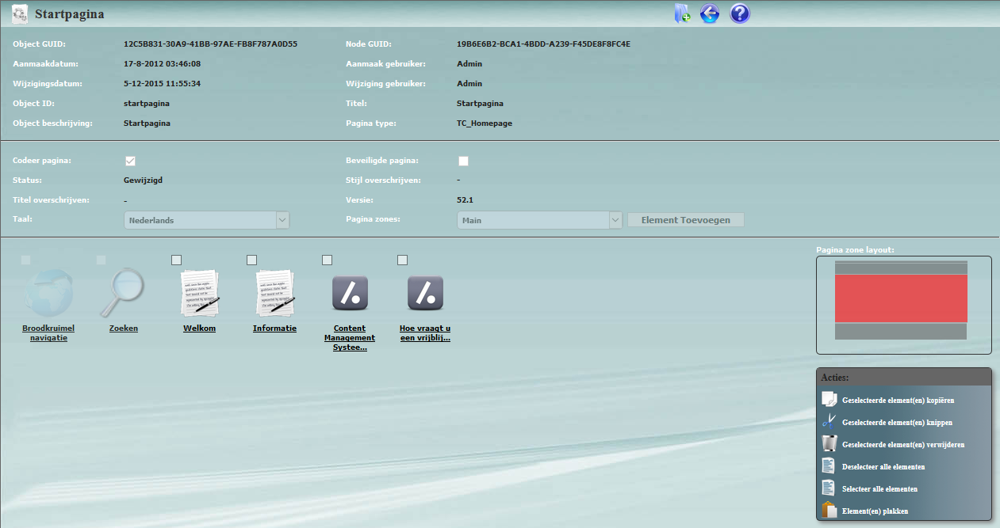 Startpagina
Object GUID: 12C5B831-30A9-41BB-97AE-FB8F787A0D55 Node GUID: 19B6E6B2-BCA1-4BDD-A239-F45DE8F8FC4E
Aanmaakdatum: 17-8-2012 03:46:08 Aanmaak gebruiker: Admin
Wijzigingsdatum: 5-12-2015 11:55:34 Wijziging gebruiker: Admin
Object ID: startpagina Titel: Startpagina
Object beschrijving: Startpagina Pagina type: TC_Homepage
Codeer pagina: Beveiligde pagina:
Status: Gewijzigd Stijl overschrijven: -
Titel overschrijven: - Versie: 52.1
Taal: Nederlands Pagina zones: Main Element Toevoegen
Broodkruimel
navigatie
Zoeken
Welkom
Informatie
Content
Management
Systee...
Hoe vraagt u
een vrijblij...
Pagina zone layout:
Acties:
Geselecteerde element(en) kopiëren
Geselecteerde element(en) knippen
Geselecteerde element(en) verwijderen
Deselecteer alle elementen
Selecteer alle elementen
Element(en) plakken